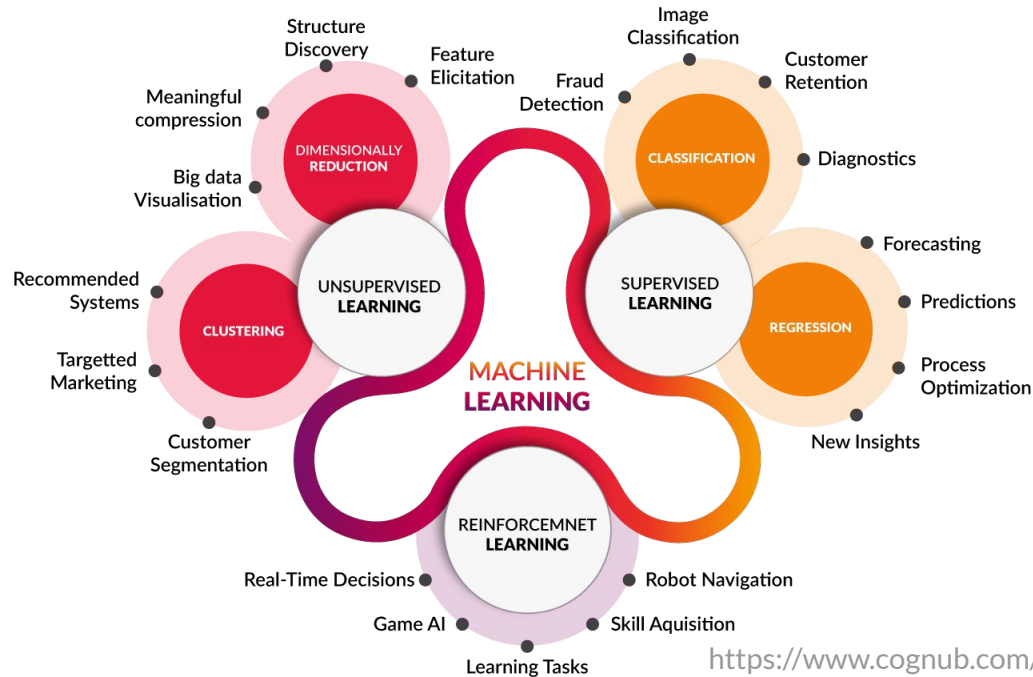 Structure
Discovery
Feature
Elicitation
Meaningful
compression
DIMENSIONALLY
REDUCTION
Big data
Visualisation
Recommended
Systems
CLUSTERING
Targetted
Marketing
Customer
Segmentation
UNSUPERVISED
LEARNING
Image
Classification
Customer
Retention
Fraud
Detection
CLASSIFICATION
Diagnostics
SUPERVISED
LEARNING
Forecasting
Predictions
REGRESSION
Process
Optimization
New Insights
MACHINE
LEARNING
REINFORCEMNET
LEARNING
Real-Time Decisions
Robot Navigation
Game AI
Skill Aquisition
Learning Tasks
https://www.cognub.com/